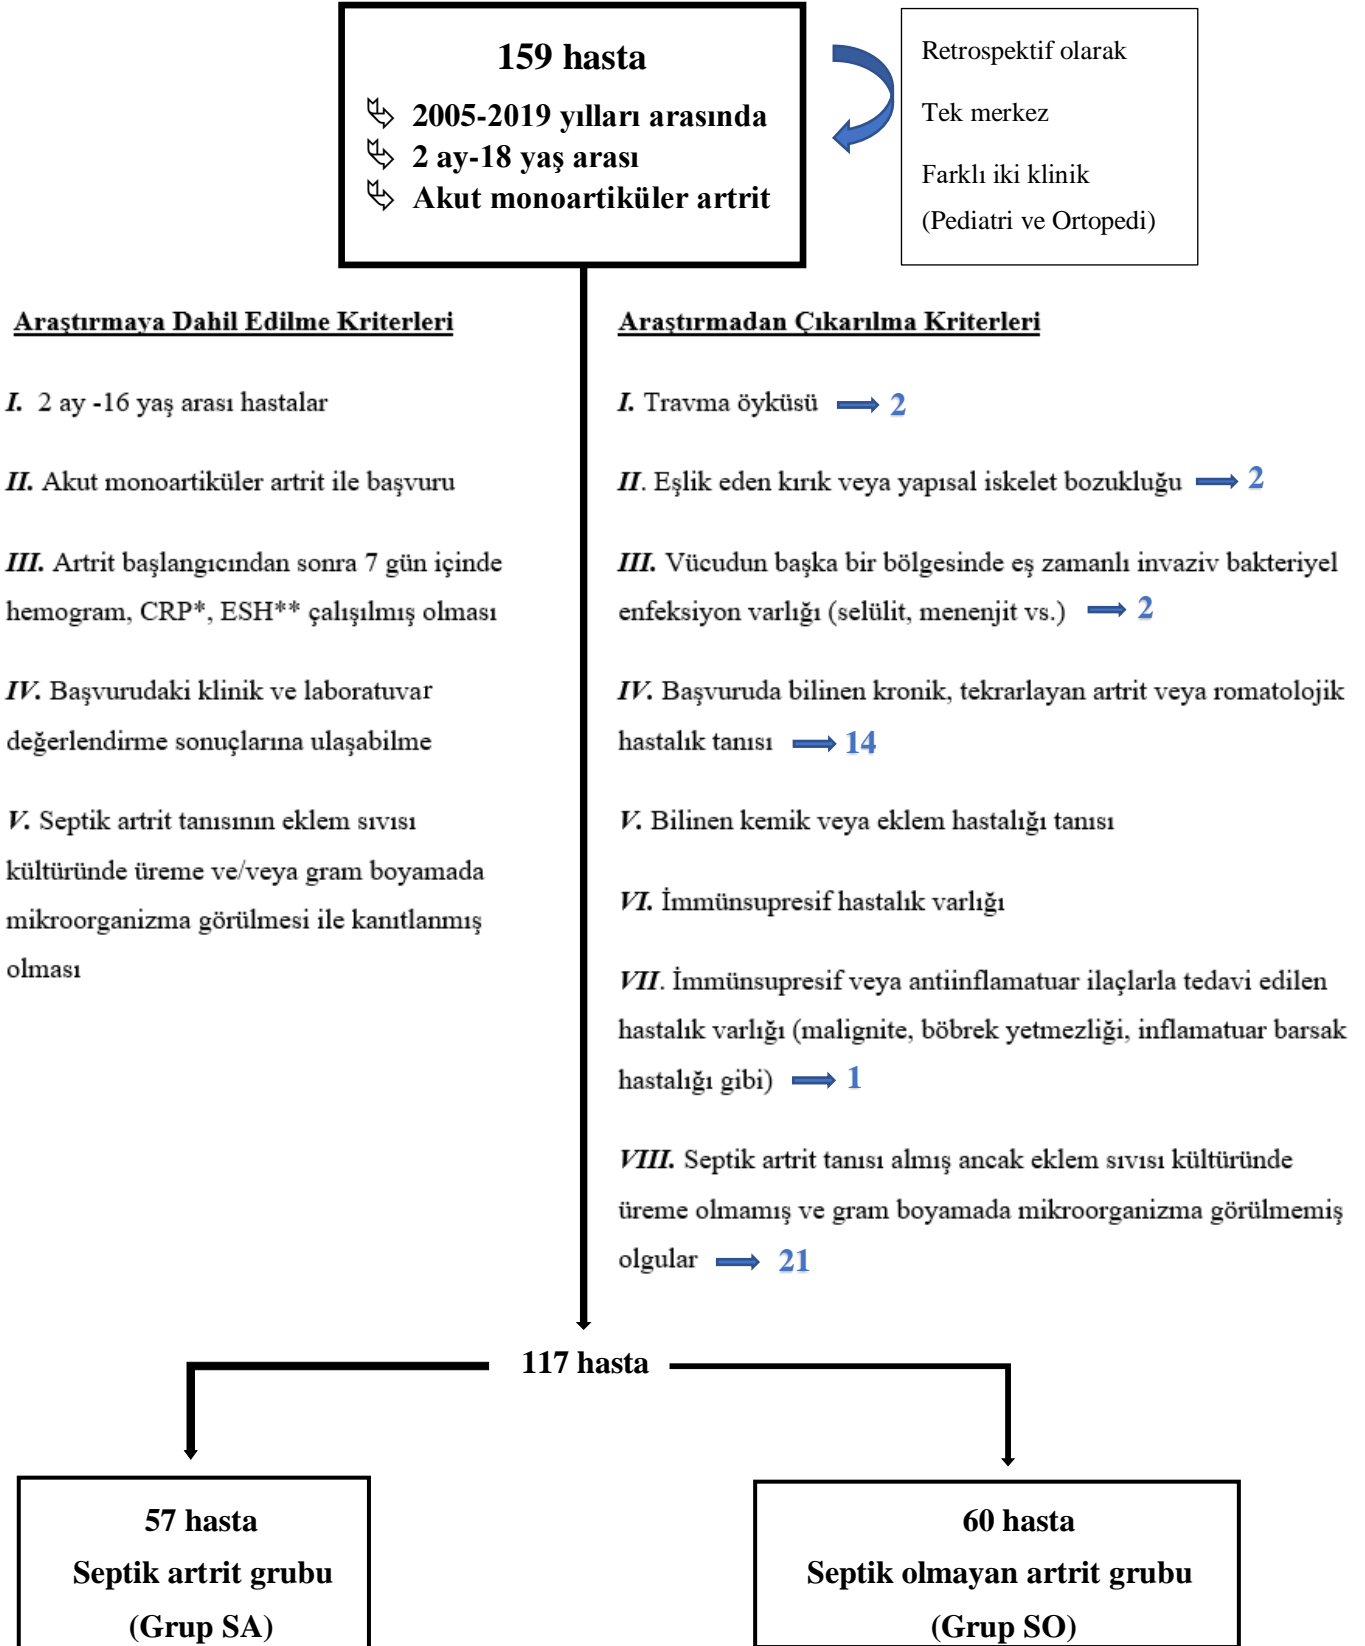 159 hasta
2005-2019 yılları arasında
2 ay-18 yaş arası
Akut monoartiküler artrit
Retrospektif olarak
Tek merkez
Farklı iki klinik
(Pediatri ve Ortopedi)
Araştırmaya Dahil Edilme Kriterleri
I. 2 ay -16 yaş arası hastalar
II. Akut monoartiküler artrit ile başvuru
III. Artrit başlangıcından sonra 7 gün içinde
hemogram, CRP*, ESH** çalışılmış olması
IV. Başvurudaki klinik ve laboratuvar
değerlendirme sonuçlarına ulaşabilme
V. Septik artrit tanısının eklem sıvısı
kültüründe üreme ve/veya gram boyamada
mikroorganizma görülmesi ile kanıtlanmış
olması
Araştırmadan Çıkarılma Kriterleri
I. Travma öyküsü 2
II. Eşlik eden kırık veya yapısal iskelet bozukluğu 2
III. Vücudun başka bir bölgesinde eş zamanlı invaziv bakteriyel
enfeksiyon varlığı (selülit, menenjit vs.) 2
IV. Başvuruda bilinen kronik, tekrarlayan artrit veya romatolojik
hastalık tanısı 14
V. Bilinen kemik veya eklem hastalığı tanısı
VI. İmmünsupresif hastalık varlığı
VII. İmmünsupresif veya antiinflamatuar ilaçlarla tedavi edilen
hastalık varlığı (malignite, böbrek yetmezliği, inflamatuar barsak
hastalığı gibi) 1
VIII. Septik artrit tanısı almış ancak eklem sıvısı kültüründe
üreme olmamış ve gram boyamada mikroorganizma görülmemiş
olgular 21
117 hasta
57 hasta
Septik artrit grubu
(Grup SA)
60 hasta
Septik olmayan artrit grubu
(Grup SO)